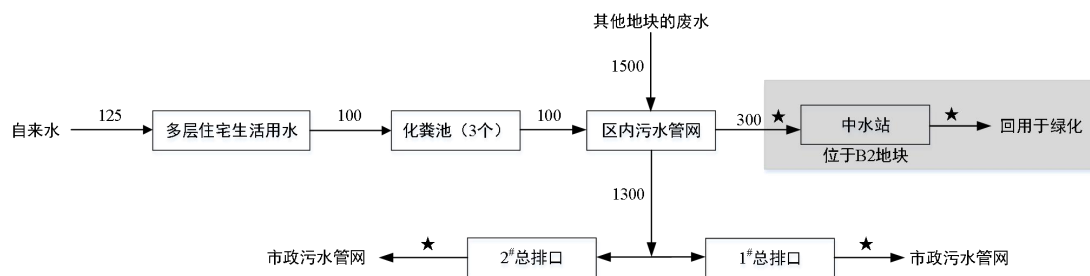 其他地块的废水
1500
自来水
125
多层住宅生活用水
100
化粪池（3个）
100
区内污水管网
300
★
中水站
★
回用于绿化
位于B2地块
1300
市政污水管网
★
2#总排口
1#总排口
★
市政污水管网